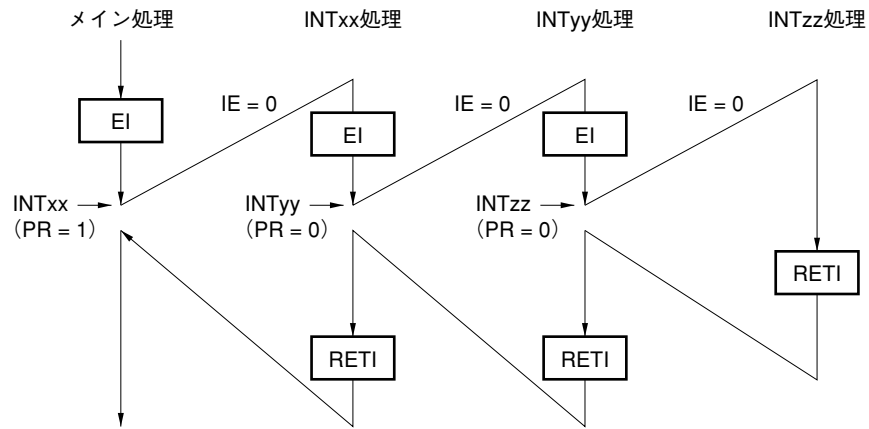 メイン処理
INTxx処理
INTyy処理
INTzz処理
IE = 0
IE = 0
IE = 0
EI
EI
EI
INTxx
(PR = 1)
INTyy
(PR = 0)
INTzz
(PR = 0)
RETI
RETI
RETI